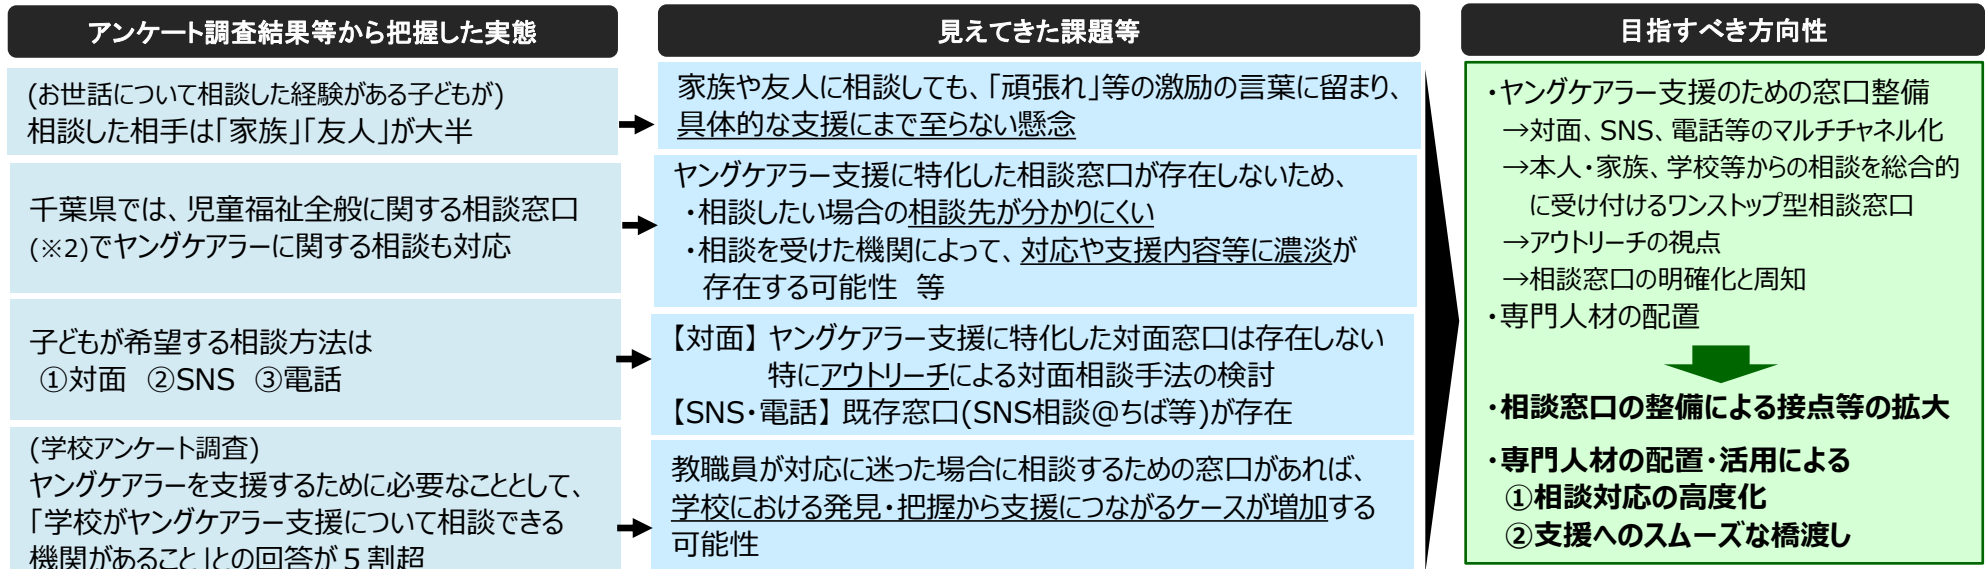 アンケート調査結果等から把握した実態
(お世話について相談した経験がある子どもが)
相談した相手は「家族」「友人」が大半
千葉県では、児童福祉全般に関する相談窓口
(※2)でヤングケアラーに関する相談も対応
子どもが希望する相談方法は
①対面　②SNS　③電話
(学校アンケート調査)
ヤングケアラーを支援するために必要なこととして、
「学校がヤングケアラー支援について相談できる
機関があること」との回答が５割超
見えてきた課題等
家族や友人に相談しても、「頑張れ」等の激励の言葉に留まり、
具体的な支援にまで至らない懸念
ヤングケアラー支援に特化した相談窓口が存在しないため、
・相談したい場合の相談先が分かりにくい
・相談を受けた機関によって、対応や支援内容等に濃淡が
存在する可能性　等
【対面】ヤングケアラー支援に特化した対面窓口は存在しない
特にアウトリーチによる対面相談手法の検討
【SNS・電話】既存窓口(SNS相談@ちば等)が存在
教職員が対応に迷った場合に相談するための窓口があれば、
学校における発見・把握から支援につながるケースが増加する
可能性
目指すべき方向性
・ヤングケアラー支援のための窓口整備
→対面、SNS、電話等のマルチチャネル化
→本人・家族、学校等からの相談を総合的
に受け付けるワンストップ型相談窓口
→アウトリーチの視点
→相談窓口の明確化と周知
・専門人材の配置
・相談窓口の整備による接点等の拡大
・専門人材の配置・活用による
①相談対応の高度化
②支援へのスムーズな橋渡し